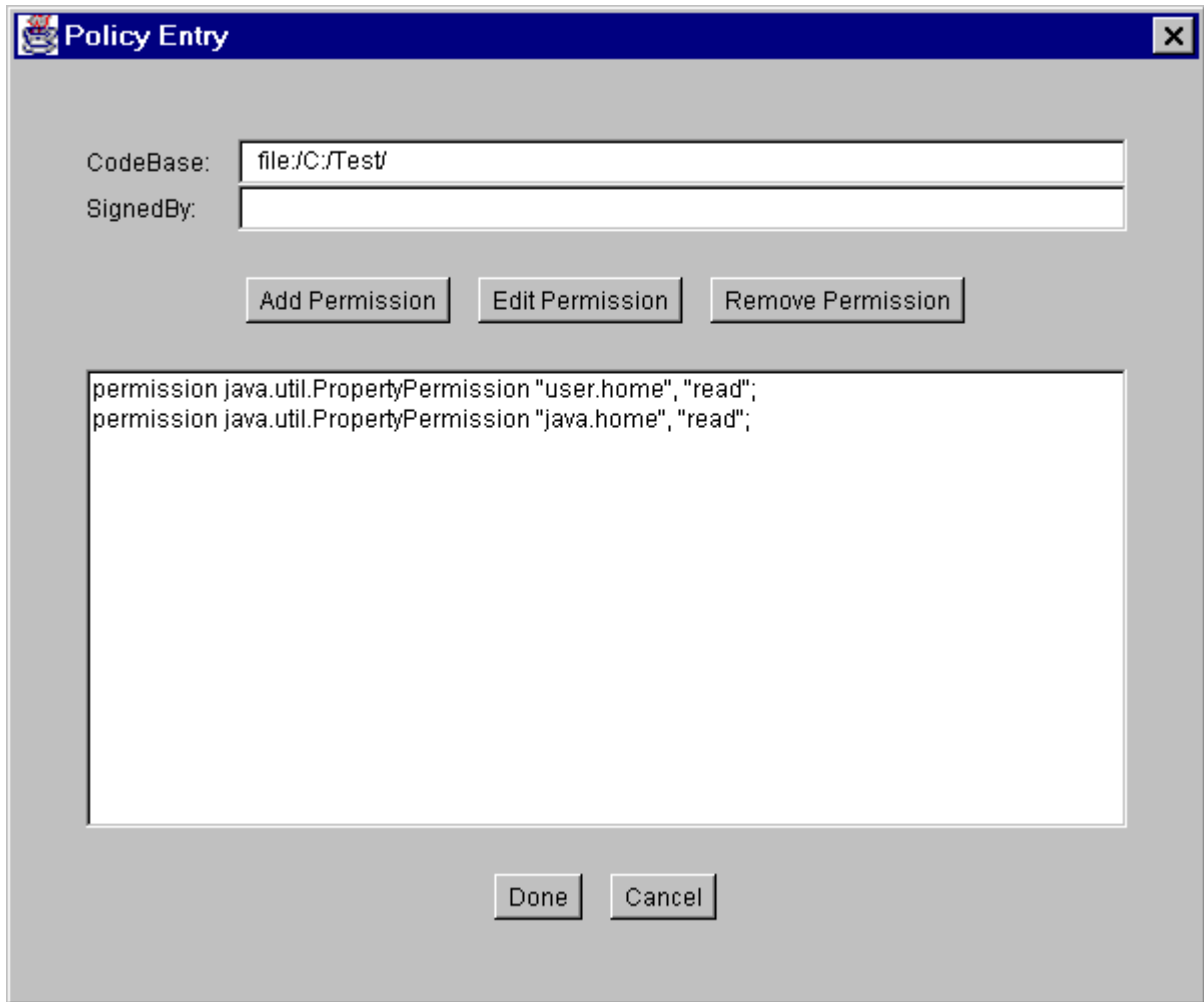 Policy Entry
CodeBase: file:/C:/Test/
SignedBy:
Add Permission Edit Permission Remove Permission
permission java.util.PropertyPermission "user.home", "read";
permission java.util.PropertyPermission "java.home", "read";
Done Cancel